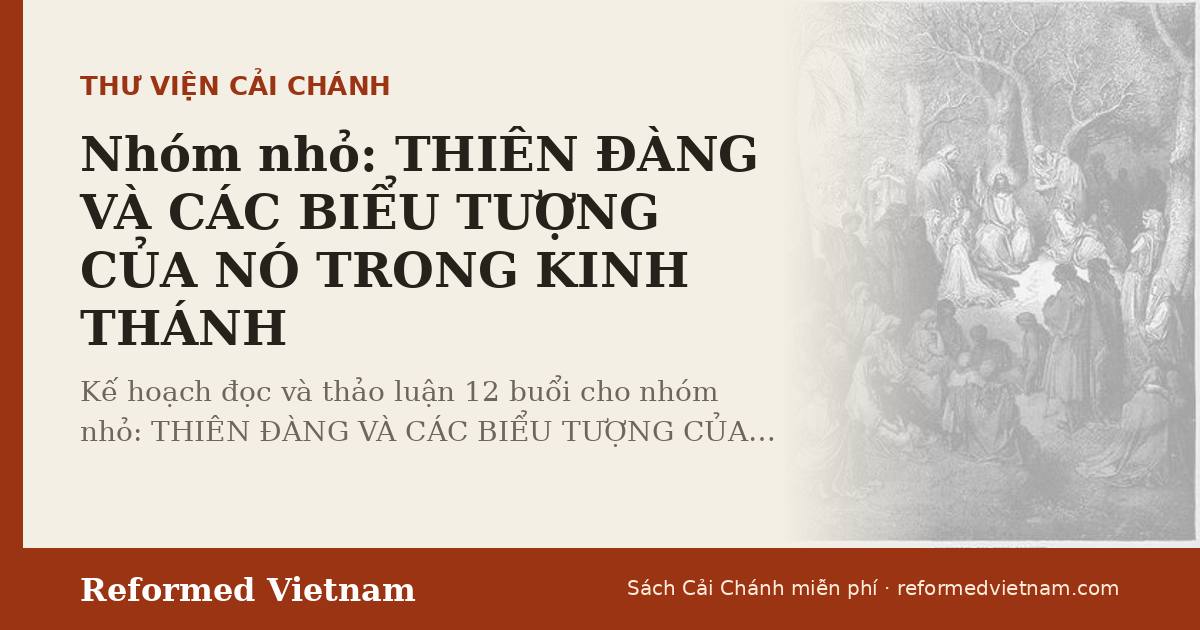 THƯ VIỆN CẢI CHÁNH
Nhóm nhỏ: THIÊN ĐÀNG
VÀ CÁC BIỂU TƯỢNG
CỦA NÓ TRONG KINH
THÁNH
Kế hoạch đọc và thảo luận 12 buổi cho nhóm
nhỏ: THIÊN ĐÀNG VÀ CÁC BIỂU TƯỢNG CỦA...
Reformed Vietnam
Sách Cải Chánh miễn phí · reformedvietnam.com